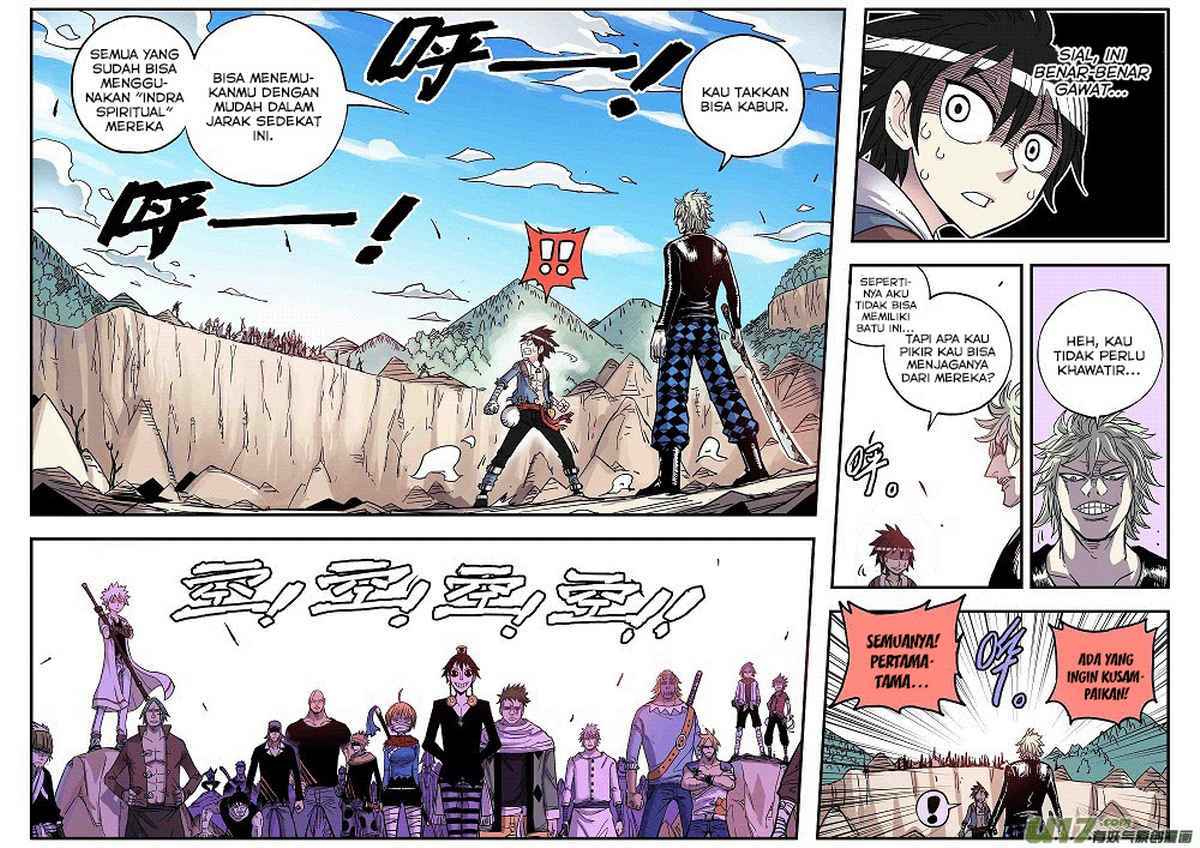 SEMUA YANG
SUDAH BISA
MENGGU-
NAKAN "INDRA
SPIRITUAL"
MEREKA
BISA MENEMU-
KANMU DENGAN
MUDAH DALAM
JARAK SEDEKAT
INI.
呼——!
KAU TAKKAN
BISA KABUR.
呼——!
!!
SIAL, INI
BENAR-BENAR
GAWAT...
SEPERTI-
NYA AKU
TIDAK BISA
MEMILIKI
BATU INI...
TAPI APA KAU
PIKIR KAU BISA
MENJAGANYA
DARI MEREKA?
HEH, KAU
TIDAK PERLU
KHAWATIR...
SEMUANYA!
PERTAMA-
TAMA...
ADA YANG
INGIN KUSAM-
PAIKAN!
!
U17.有妖气原创漫画